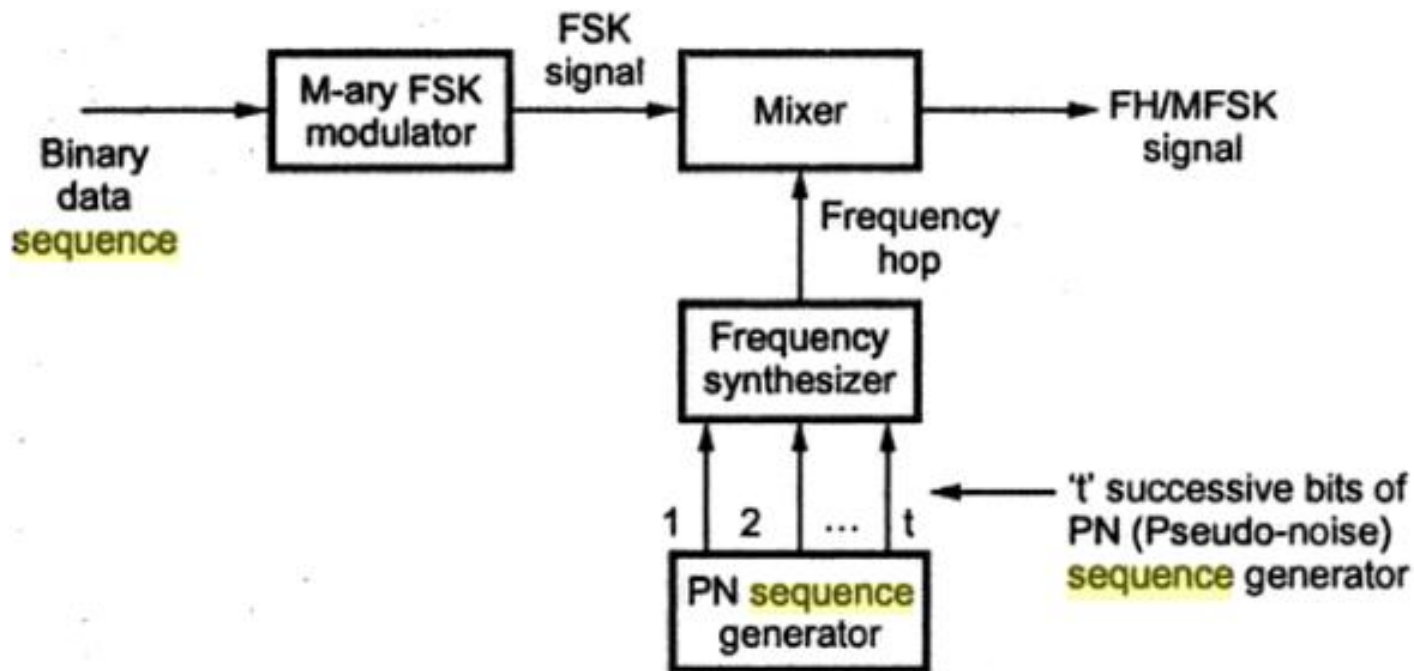 FSK
signal
M-ary FSK
modulator
Mixer
FH/MFSK
signal
Binary
data
sequence
Frequency
hop
Frequency
synthesizer
1 2 ... t
't' successive bits of
PN (Pseudo-noise)
sequence generator
PN sequence
generator